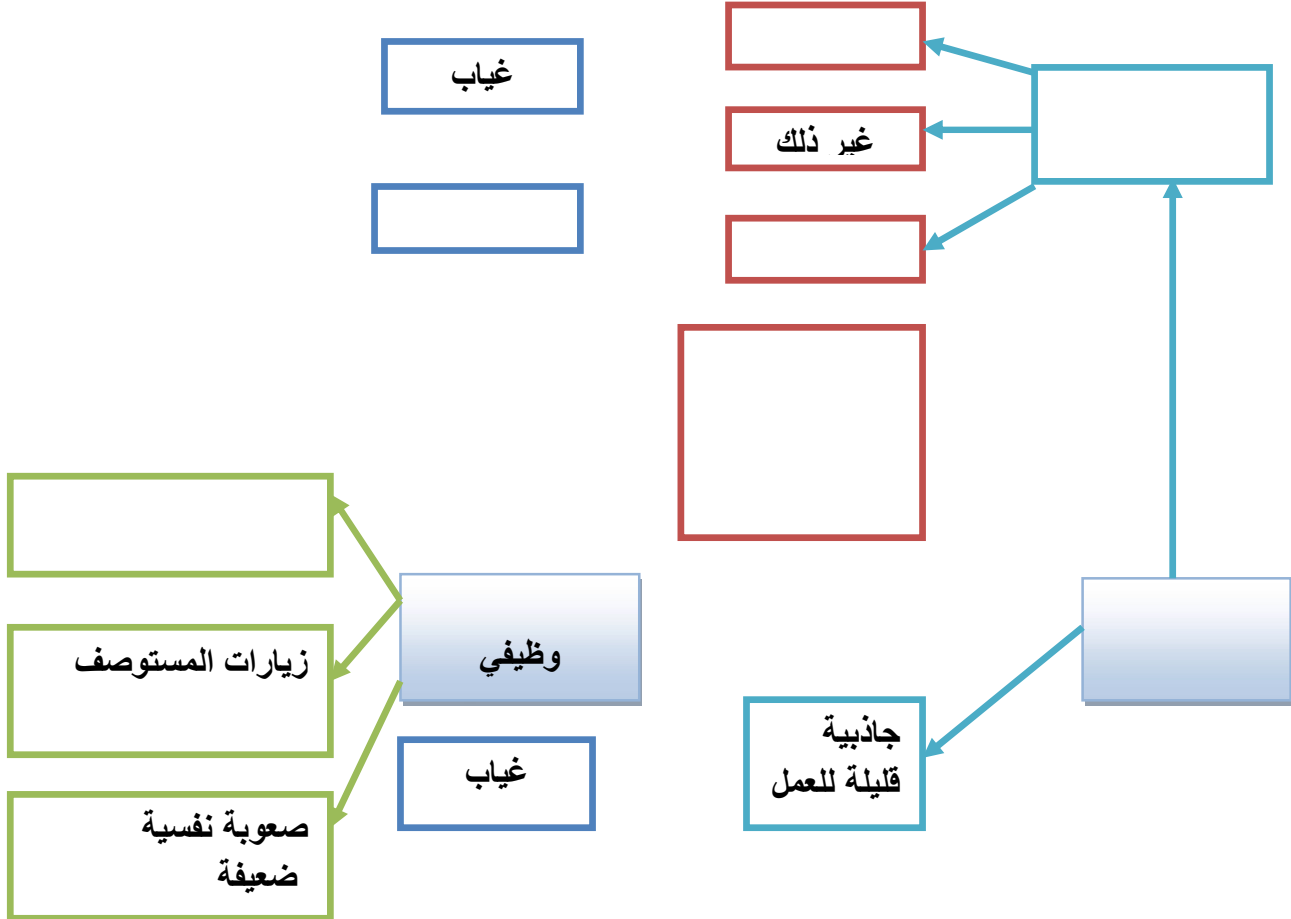 غياب
غير ذلك
وظيفي
زيارات المستوصف
جاذبية
قليلة للعمل
غياب
صعوبة نفسية
ضعيفة